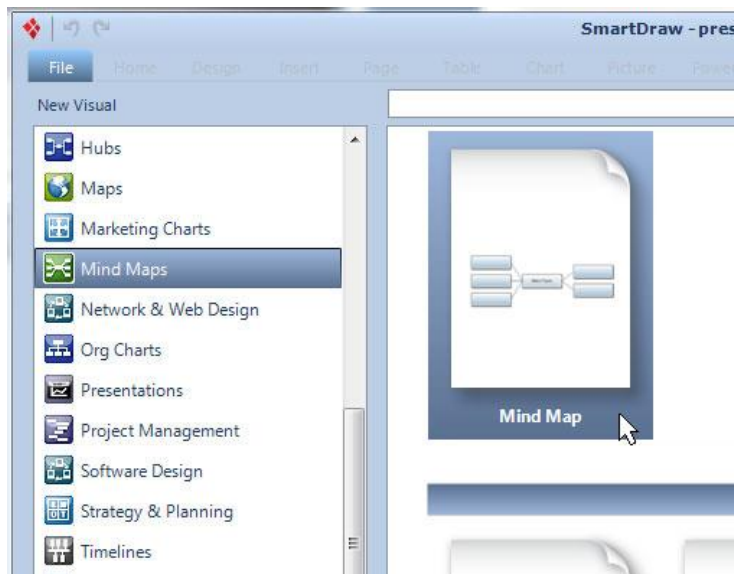 SmartDraw - pres
File Home Design Insert Page Table Chart Picture Power
New Visual
Hubs
Maps
Marketing Charts
Mind Maps
Network & Web Design
Org Charts
Presentations
Project Management
Software Design
Strategy & Planning
Timelines
Mind Map